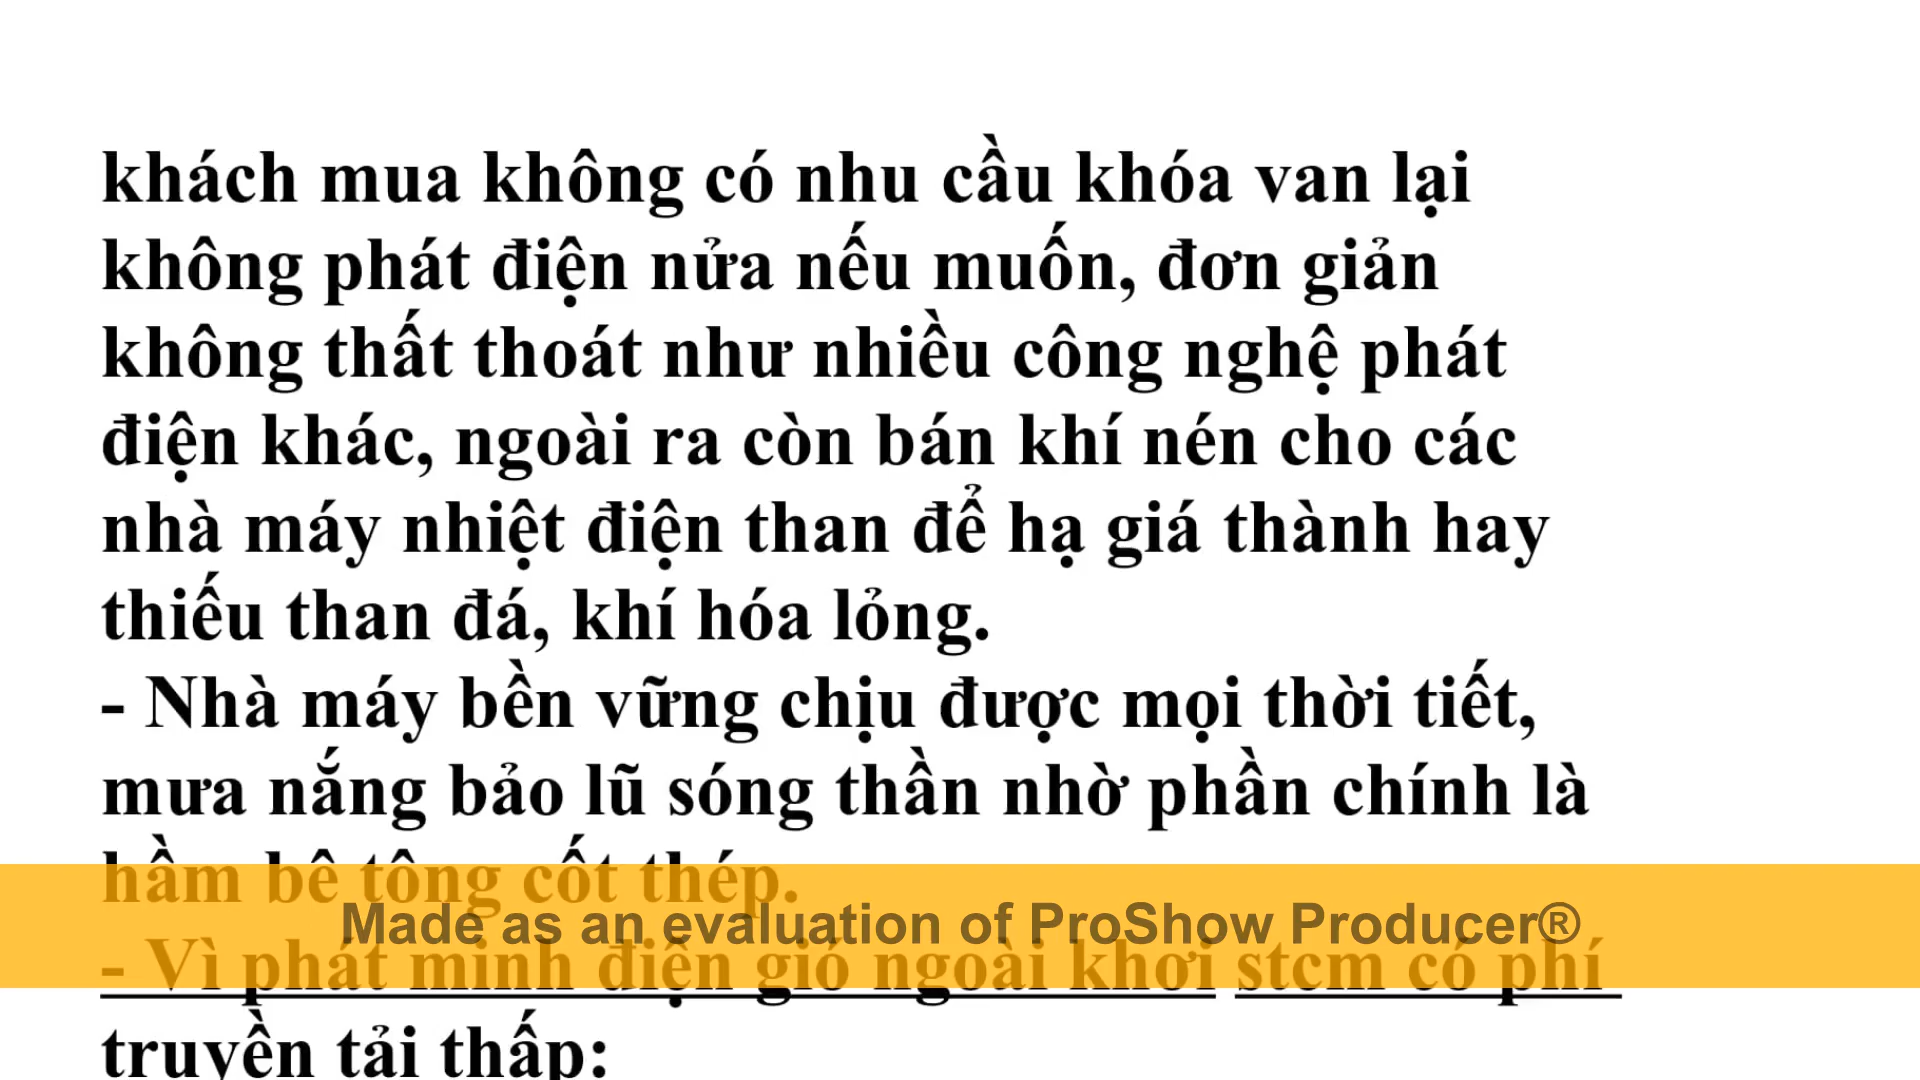 khách mua không có nhu cầu khóa van lại
không phát điện nửa nếu muốn, đơn giản
không thất thoát như nhiều công nghệ phát
điện khác, ngoài ra còn bán khí nén cho các
nhà máy nhiệt điện than để hạ giá thành hay
thiếu than đá, khí hóa lỏng.
- Nhà máy bền vững chịu được mọi thời tiết,
mưa nắng bảo lũ sóng thần nhờ phần chính là
hầm bê tông cốt thép.
Made as an evaluation of ProShow Producer®
- Vì phát minh điện gió ngoài khơi stcm có phí
truyền tải thấp: